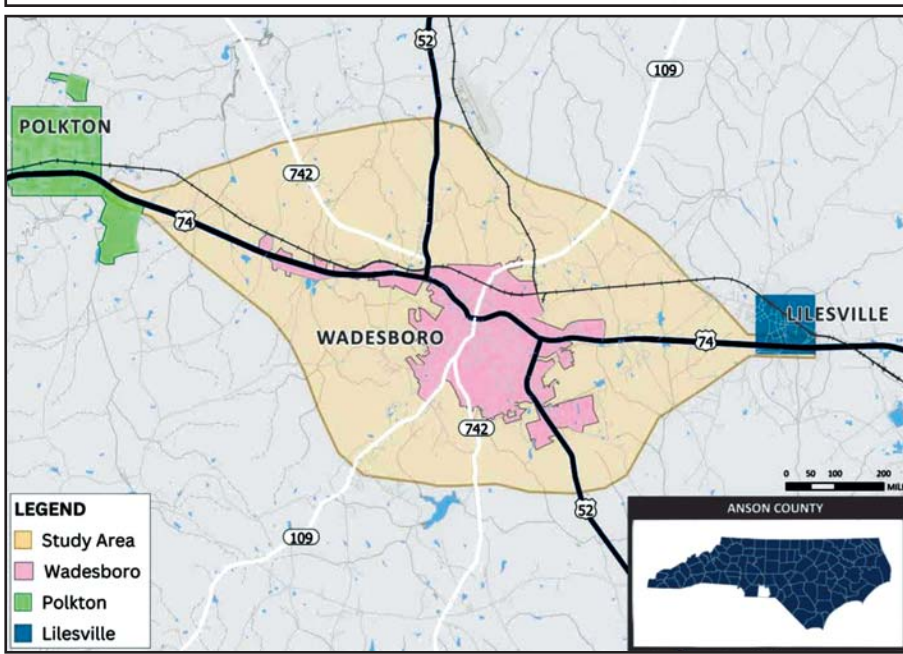 52
109
POLKTON
742
74
LILESVILLE
WADESBORO
74
742
0 50 100 200
MIL
52
109
ANSON COUNTY
LEGEND
Study Area
Wadesboro
Polkton
Lilesville